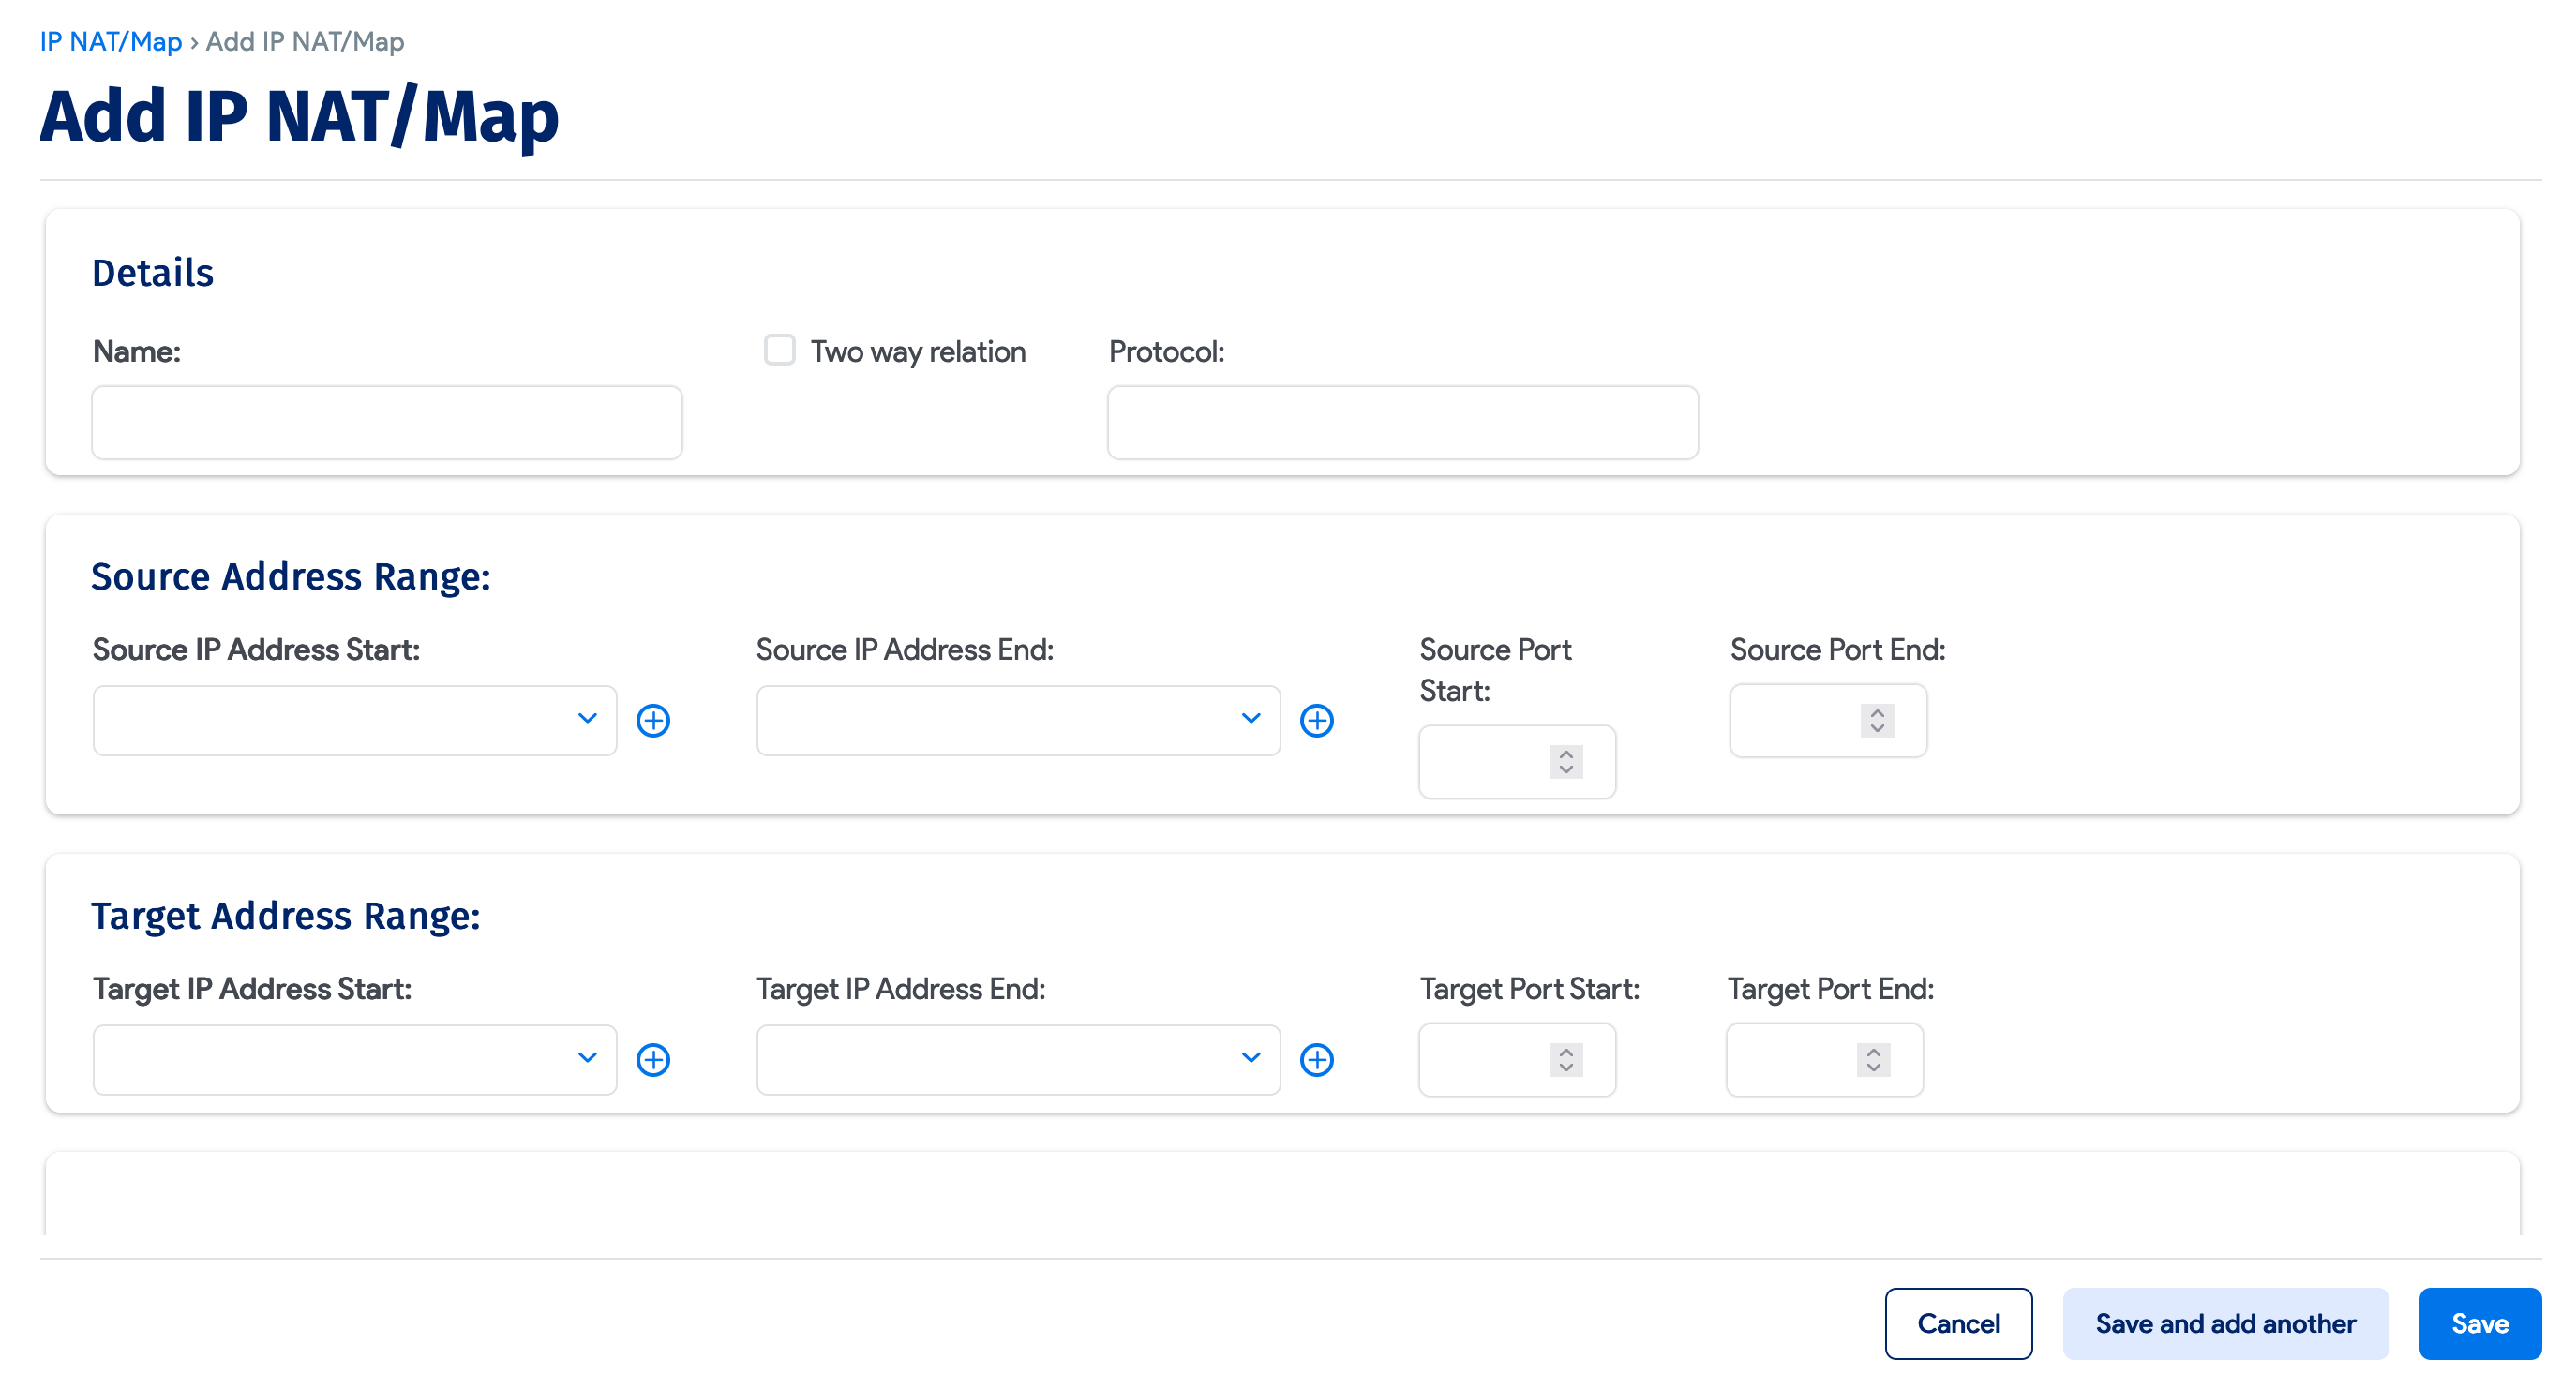 IP NAT/Map › Add IP NAT/Map
Add IP NAT/Map
Details
Name:
Two way relation
Protocol:
Source Address Range:
Source IP Address Start:
Source IP Address End:
Source Port
Start:
Source Port End:
Target Address Range:
Target IP Address Start:
Target IP Address End:
Target Port Start:
Target Port End:
Cancel
Save and add another
Save